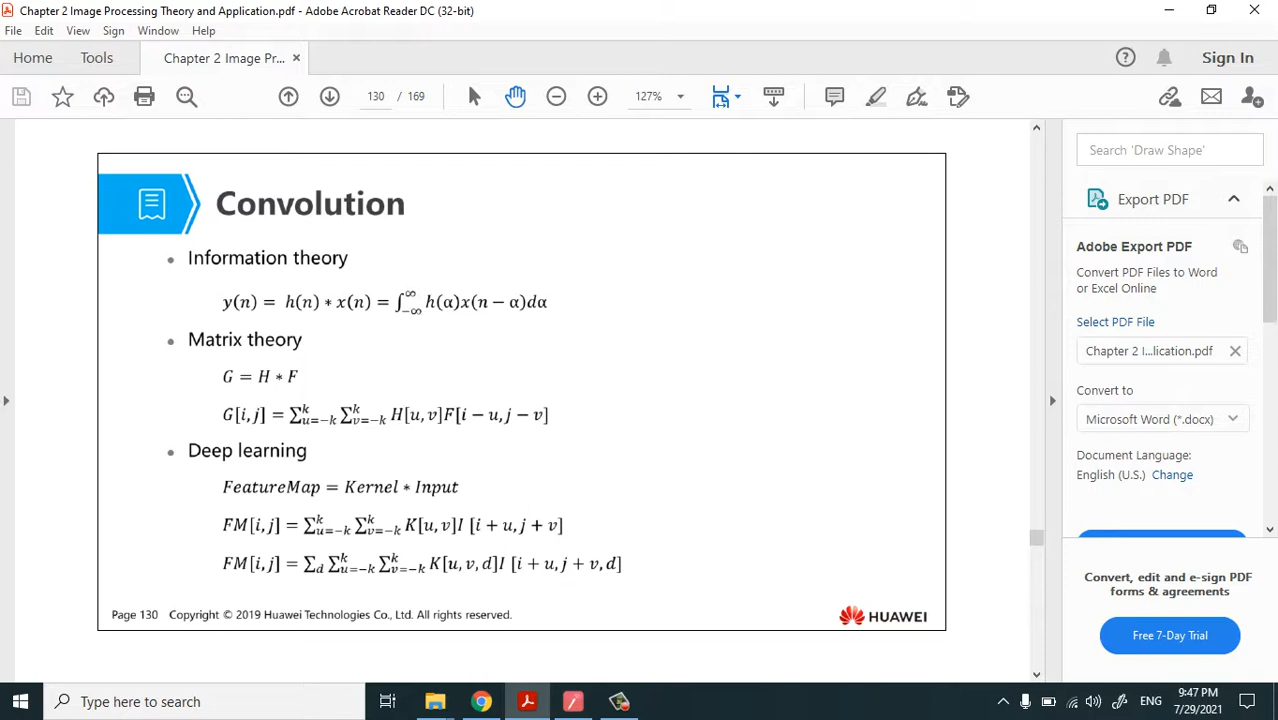 Chapter 2 Image Processing Theory and Application.pdf - Adobe Acrobat Reader DC (32-bit)
File Edit View Sign Window Help
Home Tools Chapter 2 Image Pr... × Sign In
130 / 169 127%
Search 'Draw Shape'
Export PDF
Adobe Export PDF
Convert PDF Files to Word
or Excel Online
Select PDF File
Chapter 2 I...lication.pdf
Convert to
Microsoft Word (*.docx)
Document Language:
English (U.S.) Change
Convert, edit and e-sign PDF
forms & agreements
Free 7-Day Trial
Convolution
• Information theory
y(n) = h(n) ∗ x(n) = ∫_{−∞}^{∞} h(α)x(n − α)dα
• Matrix theory
G = H ∗ F
G[i,j] = ∑_{u=−k}^{k} ∑_{v=−k}^{k} H[u,v]F[i − u,j − v]
• Deep learning
FeatureMap = Kernel ∗ Input
FM[i,j] = ∑_{u=−k}^{k} ∑_{v=−k}^{k} K[u,v]I [i + u,j + v]
FM[i,j] = ∑_{d} ∑_{u=−k}^{k} ∑_{v=−k}^{k} K[u,v,d]I [i + u,j + v,d]
Page 130 Copyright © 2019 Huawei Technologies Co., Ltd. All rights reserved.
HUAWEI
Type here to search
ENG
9:47 PM
7/29/2021